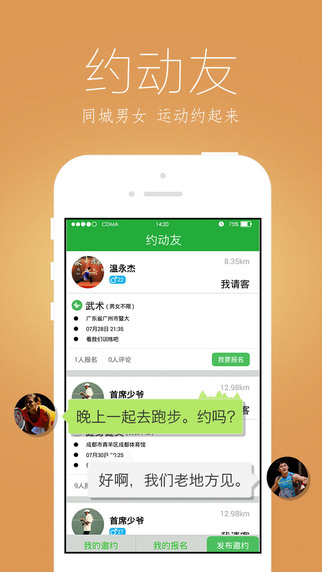 约动友
同城男女 运动约起来
CDMA
14:20
75%
约动友
温永杰
8.35km
22
我请客
武术（男女不限）
广东省广州市暨大
07月28日 21:35
看我们训练吧
1人报名
0人评论
我要报名
首席少爷
12.98km
晚上一起去跑步。约吗？
成都市青羊区成都体育馆
07月30日
好啊，我们老地方见。
1人报名
首席少爷
12.98km
我请客
我的邀约
我的报名
发布邀约